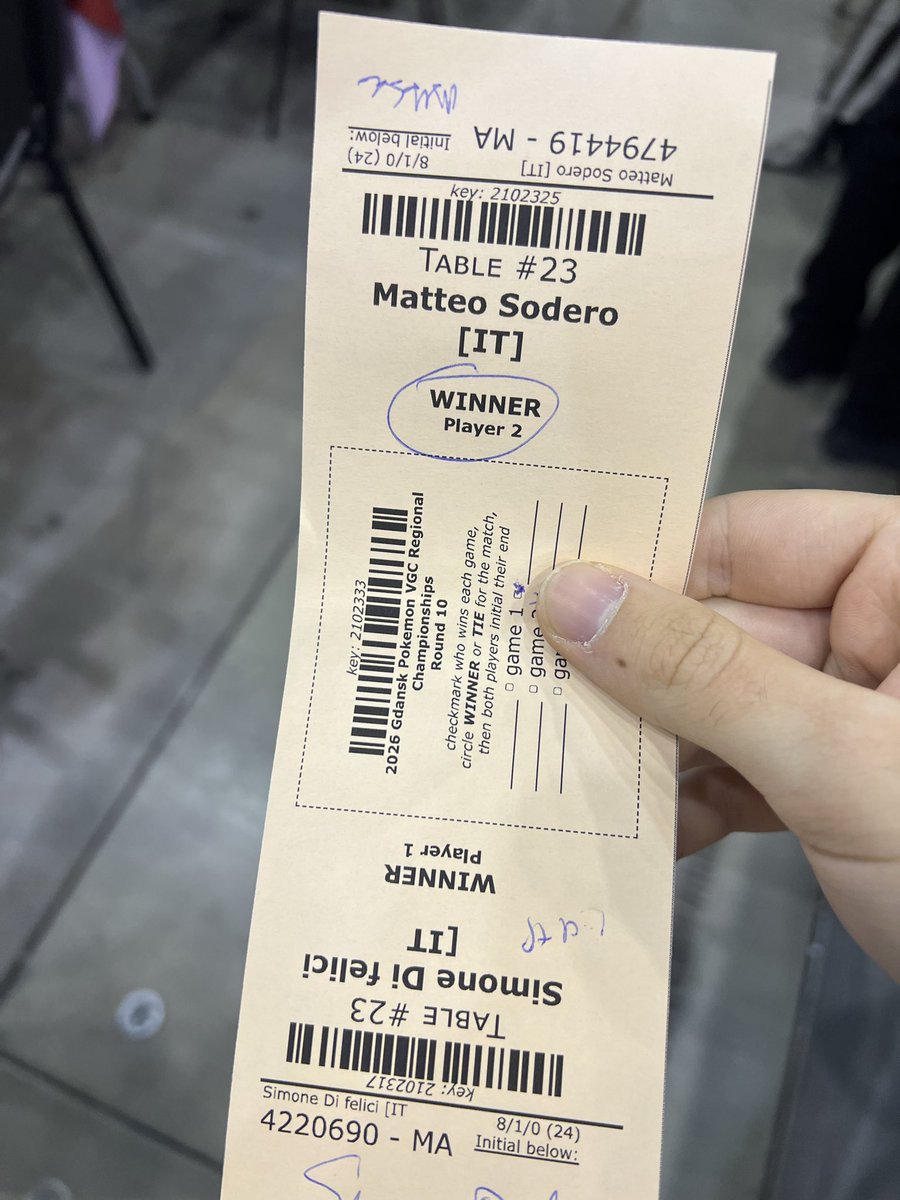 Matteo Sodero [IT]
4794419 - MA
8/1/0 (24)
Initial below:
key: 2102325
TABLE #23
Matteo Sodero
[IT]
WINNER
Player 2
key: 2102333
2026 Gdansk Pokemon VGC Regional
Championships
Round 10
checkmark who wins each game,
circle WINNER or TIE for the match,
then both players initial their end
game 1
game
Player 1
WINNER
[IT
Simone Di felici
TABLE #23
key: 2102317
Simone Di felici [IT
4220690 - MA
8/1/0 (24)
Initial below: